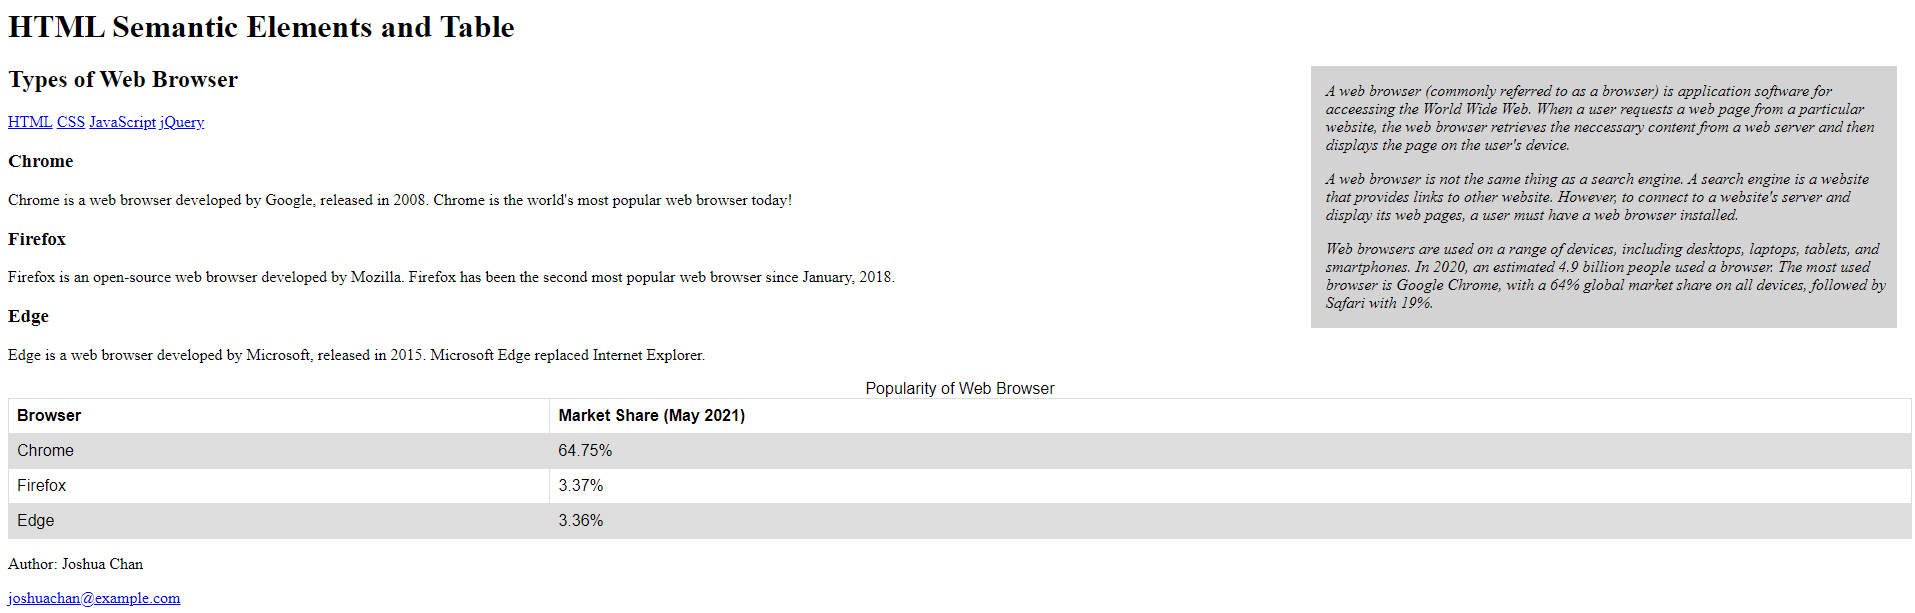 HTML Semantic Elements and Table
Types of Web Browser
HTML CSS JavaScript jQuery
Chrome
Chrome is a web browser developed by Google, released in 2008. Chrome is the world's most popular web browser today!
Firefox
Firefox is an open-source web browser developed by Mozilla. Firefox has been the second most popular web browser since January, 2018.
Edge
Edge is a web browser developed by Microsoft, released in 2015. Microsoft Edge replaced Internet Explorer.
A web browser (commonly referred to as a browser) is application software for
acceessing the World Wide Web. When a user requests a web page from a particular
website, the web browser retrieves the neccessary content from a web server and then
displays the page on the user's device.
A web browser is not the same thing as a search engine. A search engine is a website
that provides links to other website. However, to connect to a website's server and
display its web pages, a user must have a web browser installed.
Web browsers are used on a range of devices, including desktops, laptops, tablets, and
smartphones. In 2020, an estimated 4.9 billion people used a browser. The most used
browser is Google Chrome, with a 64% global market share on all devices, followed by
Safari with 19%.
Popularity of Web Browser
Browser Market Share (May 2021)
Chrome 64.75%
Firefox 3.37%
Edge 3.36%
Author: Joshua Chan
joshuachan@example.com